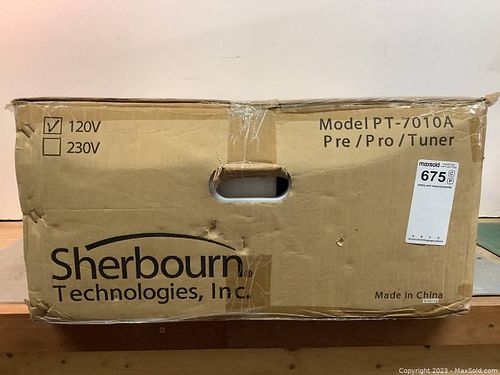 120V
230V
Model PT-7010A
Pre / Pro / Tuner
maxsold
675
Sherbourn®
Technologies, Inc.
Made in China
Copyright 2023 - MaxSold.com